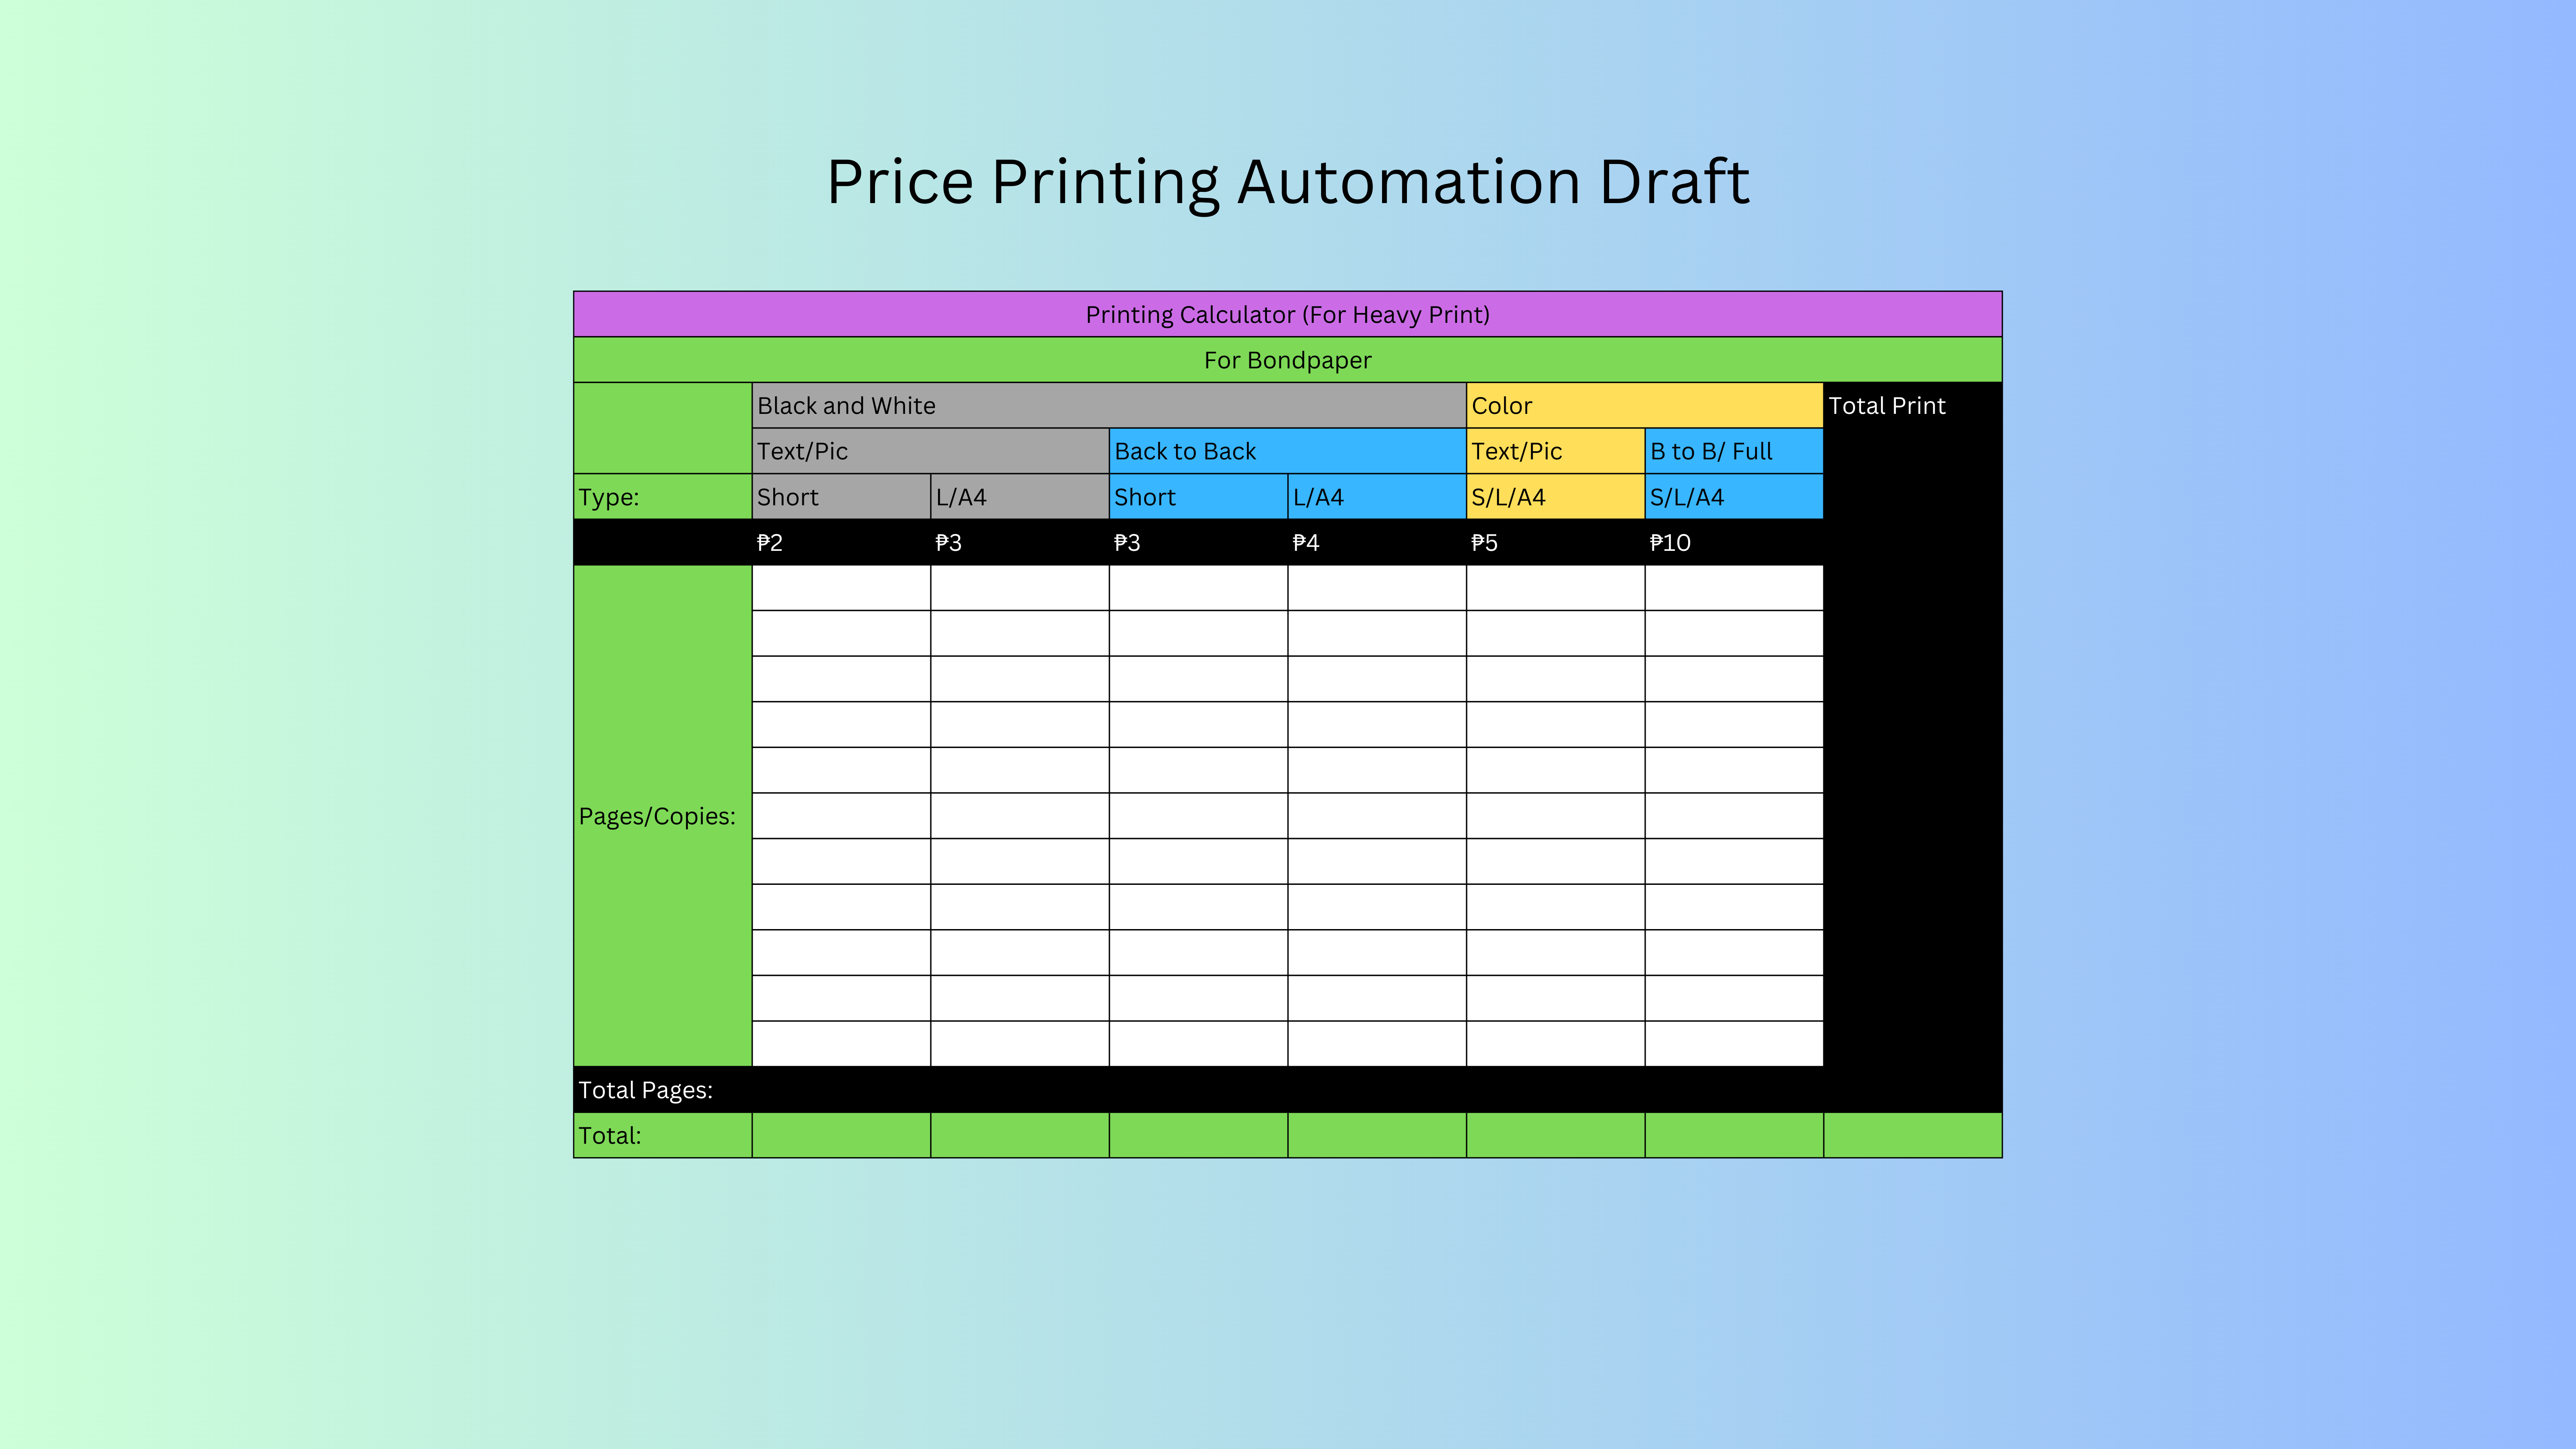 Price Printing Automation Draft
Printing Calculator (For Heavy Print)
For Bondpaper
Black and White Color Total Print
Text/Pic Back to Back Text/Pic B to B/ Full
Type: Short L/A4 Short L/A4 S/L/A4 S/L/A4
₱2 ₱3 ₱3 ₱4 ₱5 ₱10
Pages/Copies:
Total Pages:
Total: